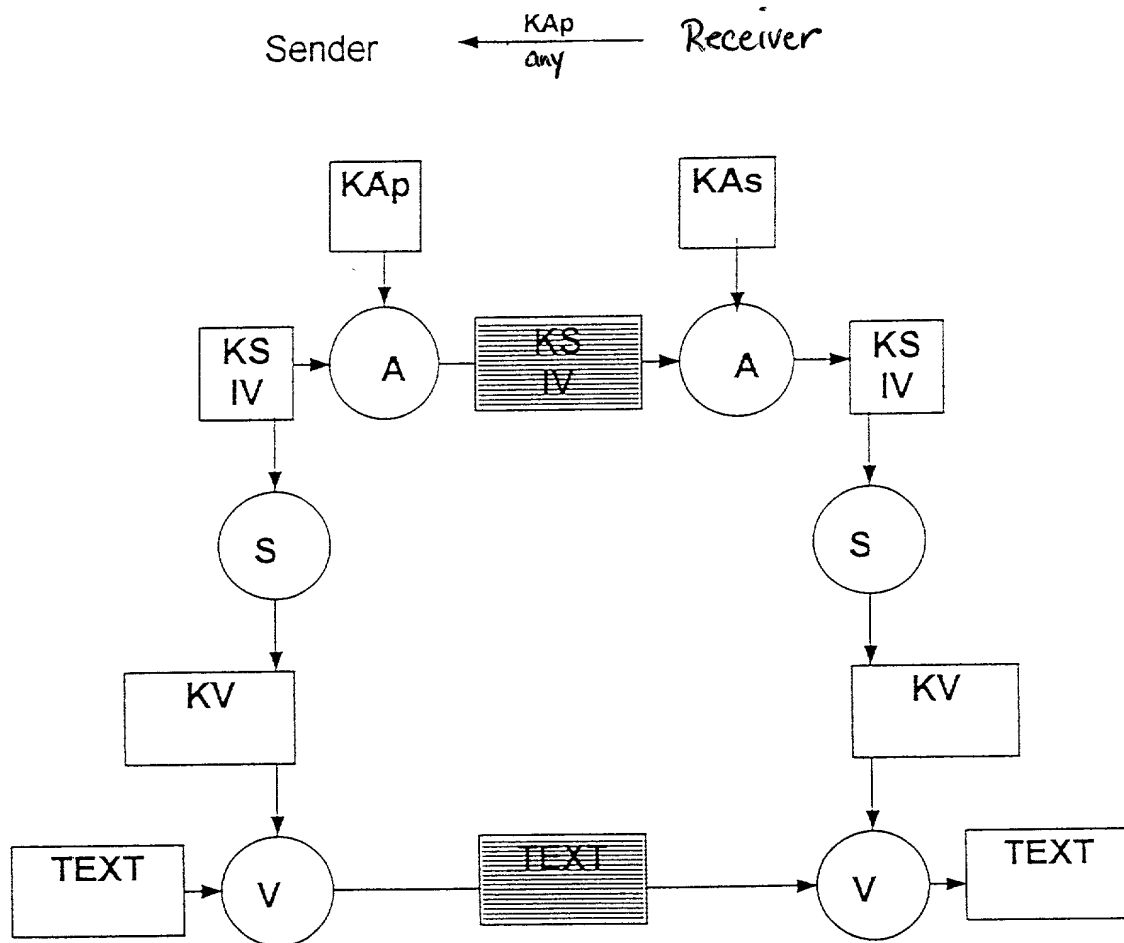 KAp
Sender
Receiver
any
KAp
KAs
KS
IV
A
KS
IV
A
KS
IV
S
S
KV
KV
TEXT
V
TEXT
V
TEXT